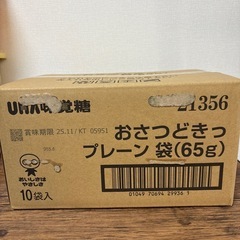 UHA味覚糖
21356
賞味期限 25.11/KT 05951
おさつどきっ
プレーン 袋(65g)
おいしさは
やさしさ
10袋入
01049 70694 29936 1